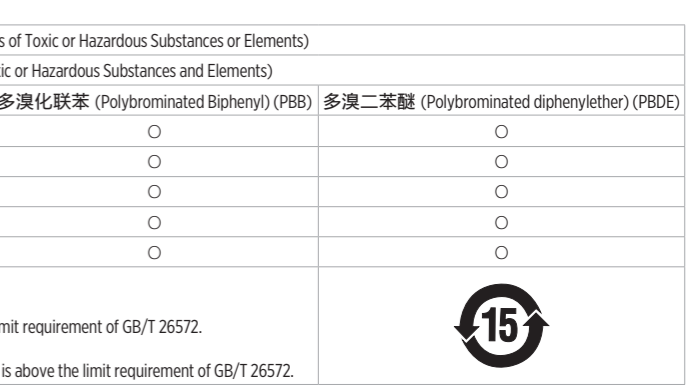 s of Toxic or Hazardous Substances or Elements)
ic or Hazardous Substances and Elements)
多溴化联苯 (Polybrominated Biphenyl) (PBB) 多溴二苯醚 (Polybrominated diphenylether) (PBDE)
O O
O O
O O
O O
O O
15
mit requirement of GB/T 26572.
is above the limit requirement of GB/T 26572.